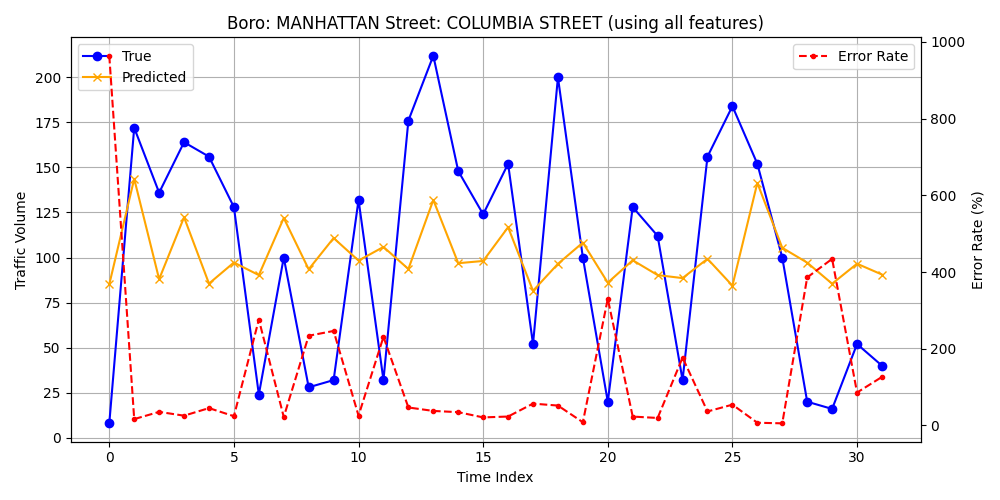 Boro: MANHATTAN Street: COLUMBIA STREET (using all features)
True
Predicted
Error Rate
Traffic Volume
200
175
150
125
100
75
50
25
0
1000
800
600
400
200
0
Error Rate (%)
0 5 10 15 20 25 30
Time Index